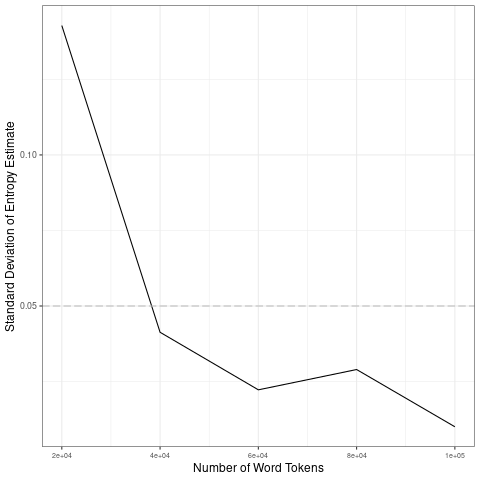 Standard Deviation of Entropy Estimate
0.10
0.05
2e+04 4e+04 6e+04 8e+04 1e+05
Number of Word Tokens